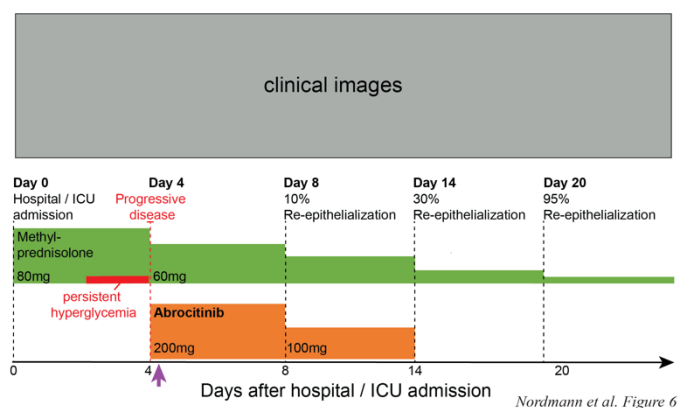 clinical images
Day 0
Hospital / ICU
admission
Day 4
Progressive
disease
Day 8
10%
Re-epithelialization
Day 14
30%
Re-epithelialization
Day 20
95%
Re-epithelialization
Methyl-
prednisolone
80mg
60mg
persistent
hyperglycemia
Abrocitinib
200mg
100mg
0
4
8
14
20
Days after hospital / ICU admission
Nordmann et al. Figure 6